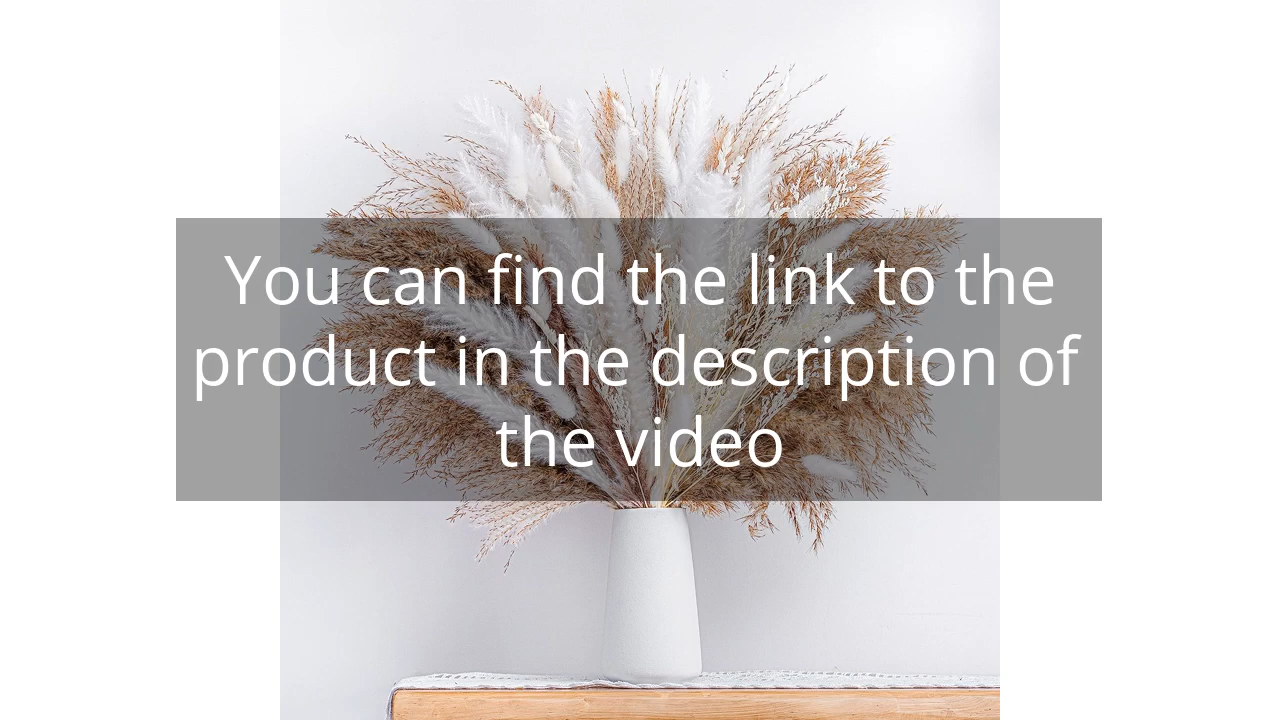 You can find the link to the
product in the description of
the video